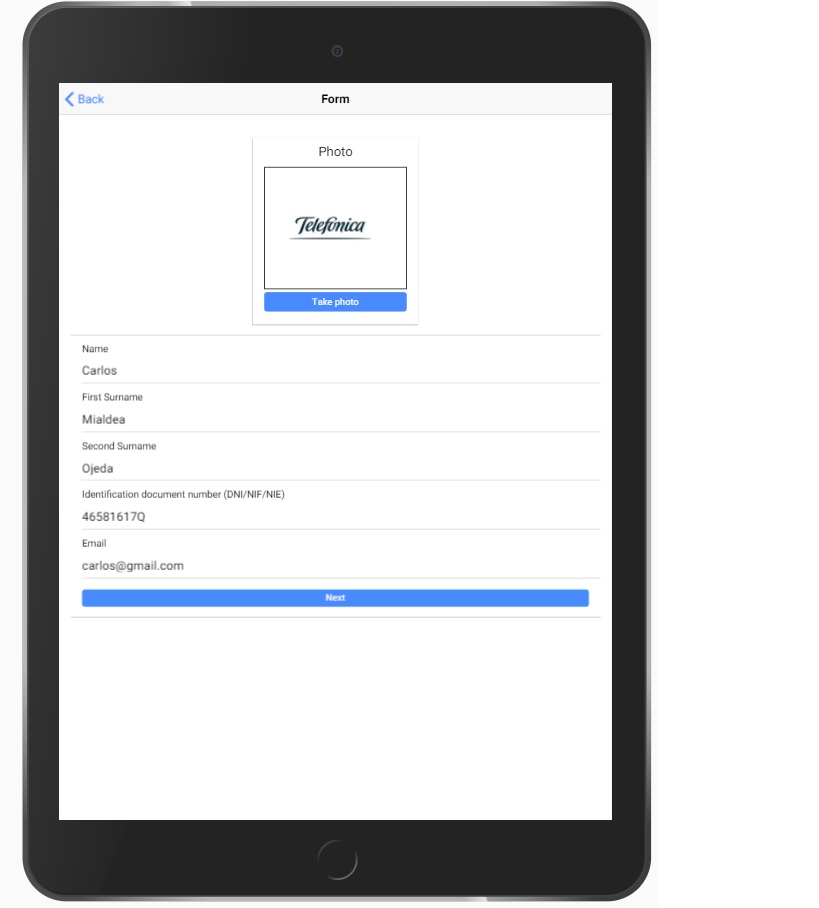 Back
Form
Photo
Telefónica
Take photo
Name
Carlos
First Surname
Mialdea
Second Surname
Ojeda
Identification document number (DNI/NIF/NIE)
46581617Q
Email
carlos@gmail.com
Next